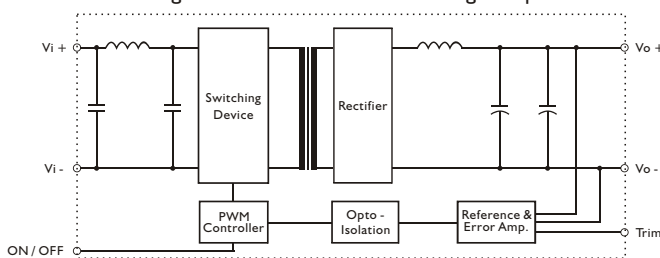 Vi +
Vo +
Switching
Device
Rectifier
Vi -
Vo -
PWM
Controller
Opto -
Isolation
Reference &
Error Amp.
Trim
ON / OFF